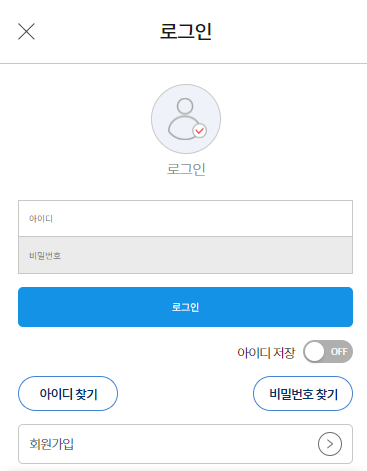 로그인
로그인
아이디
비밀번호
로그인
아이디 저장 OFF
아이디 찾기 비밀번호 찾기
회원가입